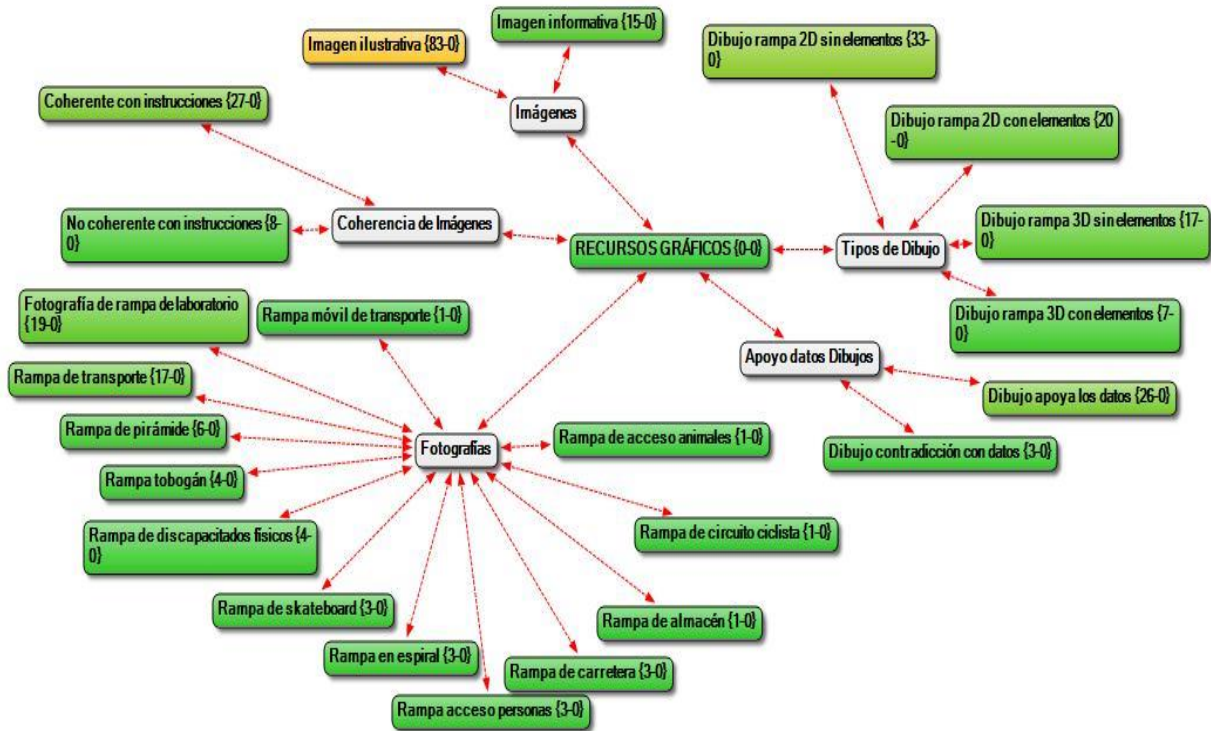 Imagen ilustrativa {83-0}
Imagen informativa {15-0}
Dibujo rampa 2D sin elementos {33-
0}
Coherente con instrucciones {27-0}
Imágenes
Dibujo rampa 2D con elementos {20
-0}
No coherente con instrucciones {8-
0}
Coherencia de Imágenes
RECURSOS GRÁFICOS {0-0}
Tipos de Dibujo
Dibujo rampa 3D sin elementos {17-
0}
Fotografía de rampa de laboratorio
{19-0}
Rampa móvil de transporte {1-0}
Dibujo rampa 3D con elementos {7-
0}
Apoyo datos Dibujos
Rampa de transporte {17-0}
Dibujo apoya los datos {26-0}
Rampa de pirámide {6-0}
Fotografías
Rampa de acceso animales {1-0}
Dibujo contradicción con datos {3-0}
Rampa tobogán {4-0}
Rampa de discapacitados físicos {4-
0}
Rampa de circuito ciclista {1-0}
Rampa de skateboard {3-0}
Rampa de almacén {1-0}
Rampa en espiral {3-0}
Rampa de carretera {3-0}
Rampa acceso personas {3-0}